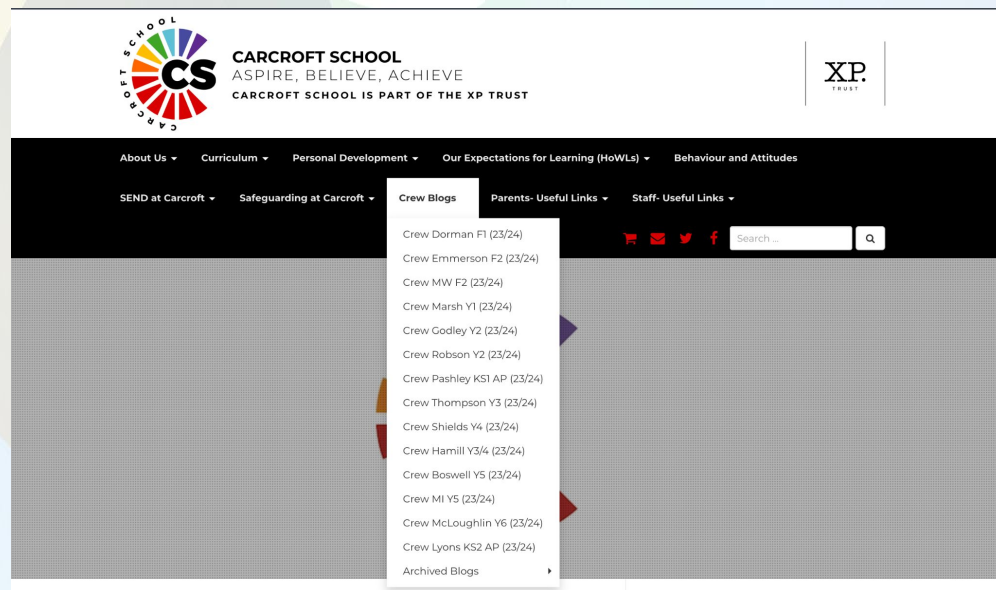 CARCROFT SCHOOL
CS
CARCROFT SCHOOL
ASPIRE, BELIEVE, ACHIEVE
CARCROFT SCHOOL IS PART OF THE XP TRUST
XP.
TRUST
About Us Curriculum Personal Development Our Expectations for Learning (HoWLs) Behaviour and Attitudes
SEND at Carcroft Safeguarding at Carcroft Crew Blogs Parents- Useful Links Staff- Useful Links
Search ...
Crew Dorman F1 (23/24)
Crew Emmerson F2 (23/24)
Crew MW F2 (23/24)
Crew Marsh Y1 (23/24)
Crew Godley Y2 (23/24)
Crew Robson Y2 (23/24)
Crew Pashley KS1 AP (23/24)
Crew Thompson Y3 (23/24)
Crew Shields Y4 (23/24)
Crew Hamill Y3/4 (23/24)
Crew Boswell Y5 (23/24)
Crew MI Y5 (23/24)
Crew McLoughlin Y6 (23/24)
Crew Lyons KS2 AP (23/24)
Archived Blogs